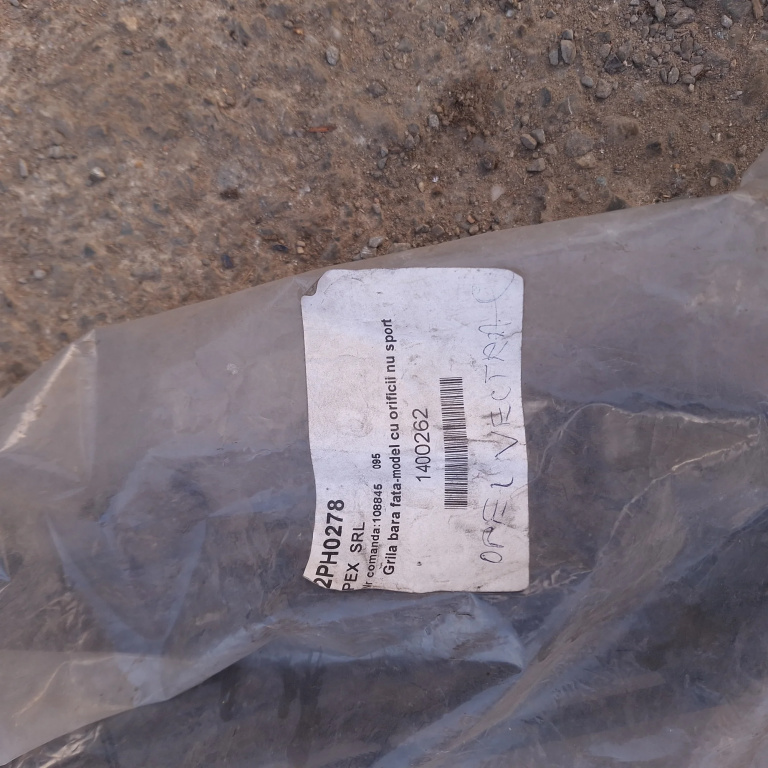 2PH0278
PEX SRL
r comanda:108845 095
Grila bara fata-model cu orificii nu sport
1400262
OPEL VECTRA-C